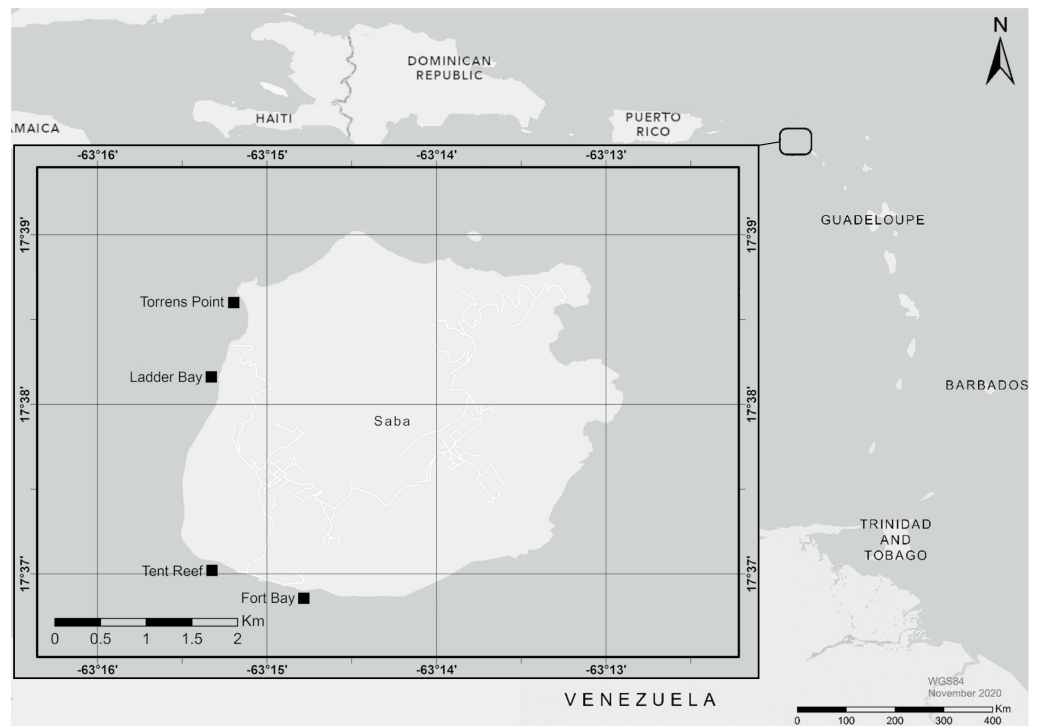 N
DOMINICAN
REPUBLIC
HAITI
PUERTO
RICO
AMAICA
-63°16' -63°15' -63°14' -63°13'
17°39' 17°39'
GUADELOUPE
Torrens Point
Ladder Bay
BARBADOS
17°38' 17°38'
Saba
TRINIDAD
AND
TOBAGO
17°37' 17°37'
Tent Reef
Fort Bay
Km
0 0.5 1 1.5 2
-63°16' -63°15' -63°14' -63°13'
WGS84
November 2020
VENEZUELA
Km
0 100 200 300 400